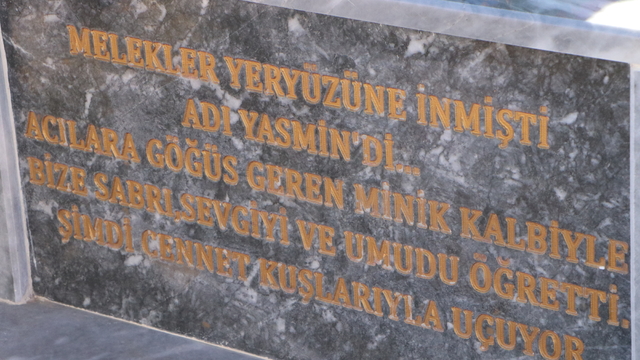 MELEKLER YERYÜZÜNE İNMİŞTİ
ADI YASMİN'Dİ...
ACILARA GÖĞÜS GEREN MİNİK KALBİYLE
BİZE SABRI,SEVGİYİ VE UMUDU ÖĞRETTİ.
ŞİMDİ CENNET KUŞLARIYLA UÇUYOR